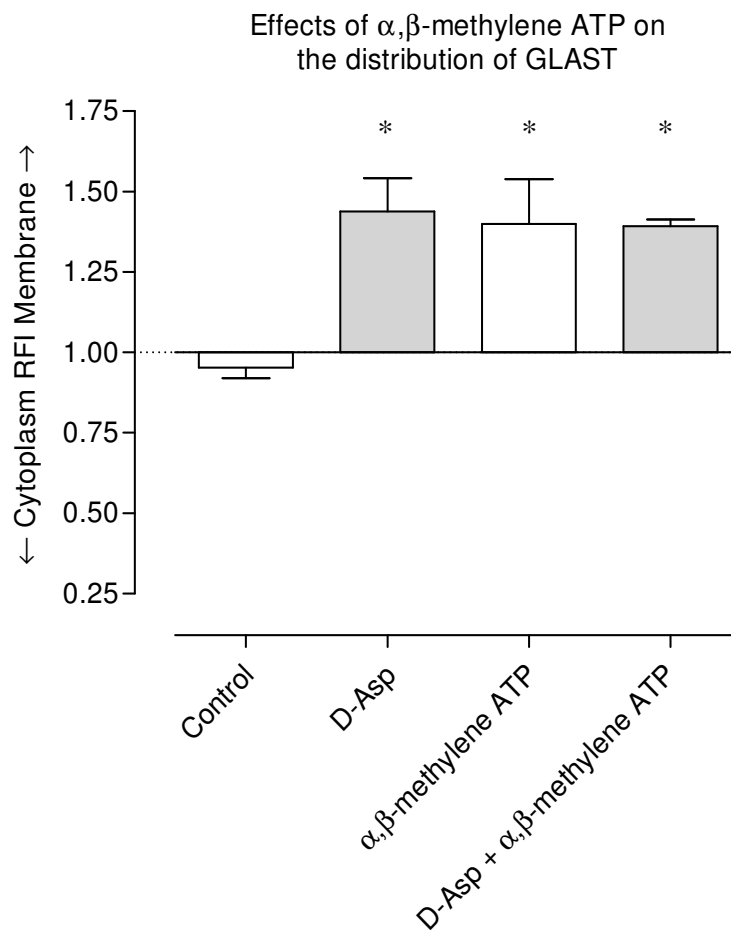 Effects of α,β-methylene ATP on
the distribution of GLAST
← Cytoplasm RFI Membrane →
1.75
1.50
1.25
1.00
0.75
0.50
0.25
*
*
*
Control
D-Asp
α,β-methylene ATP
D-Asp + α,β-methylene ATP